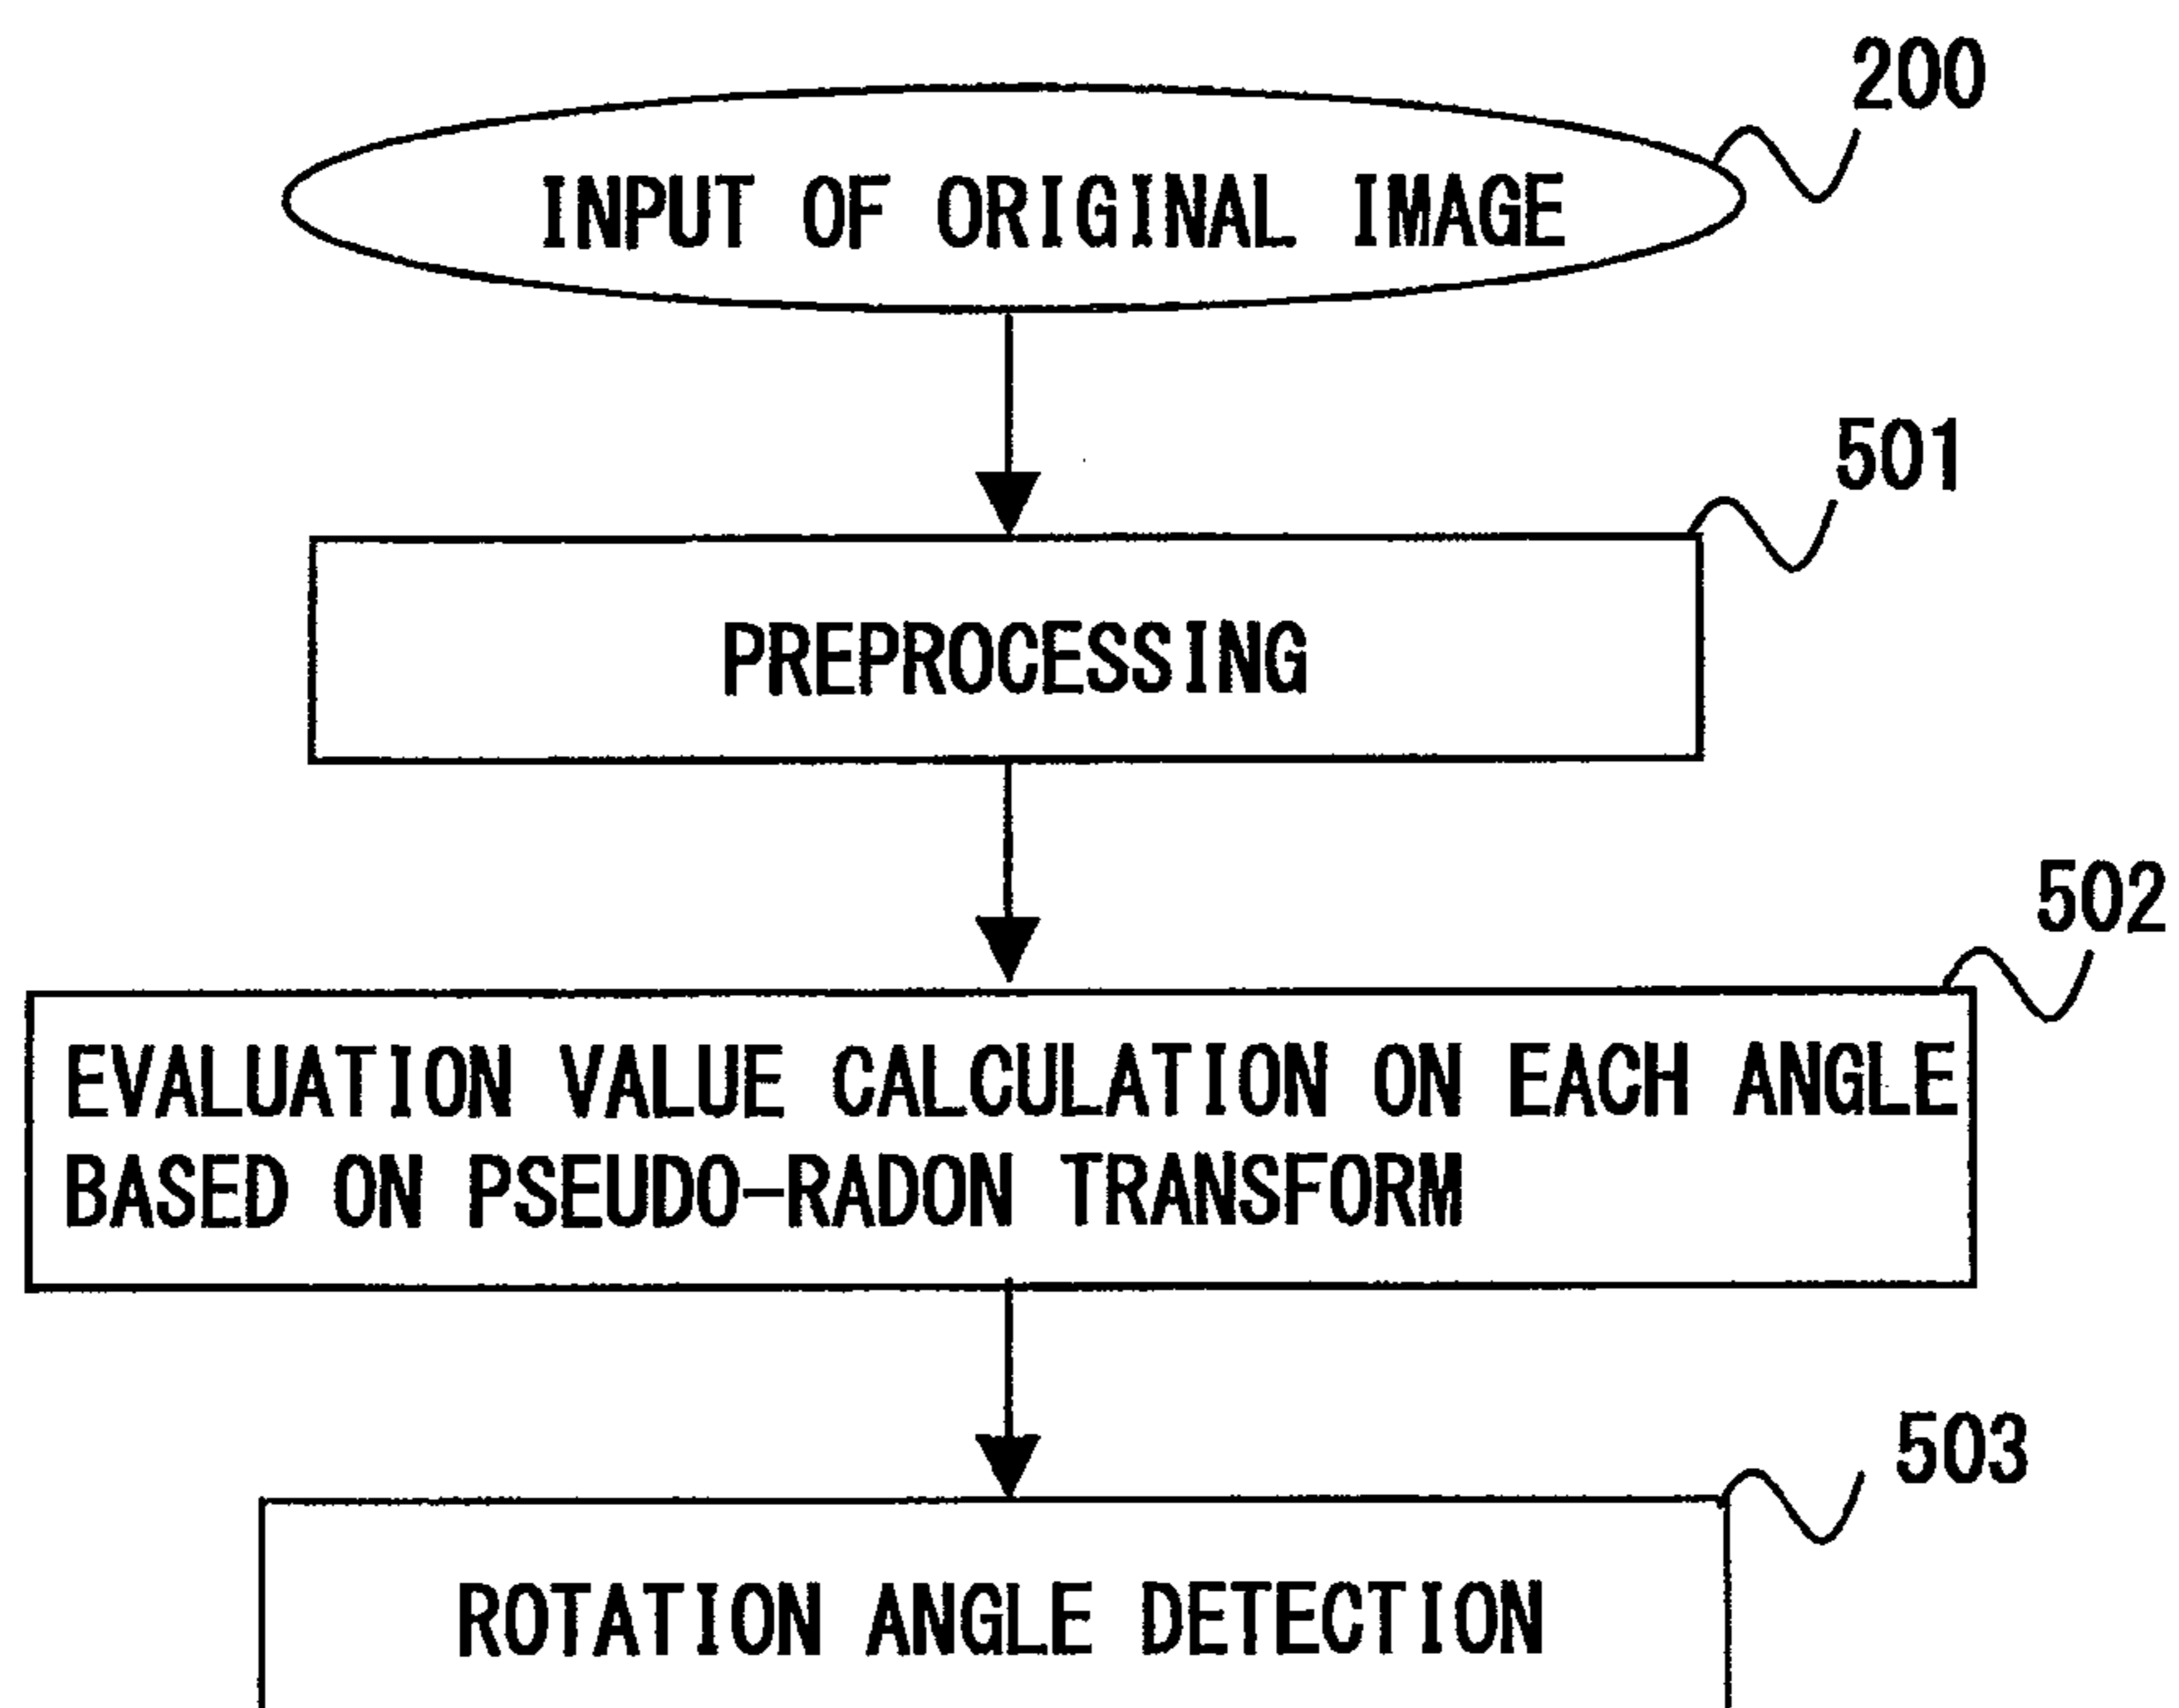 200
INPUT OF ORIGINAL IMAGE
501
PREPROCESSING
502
EVALUATION VALUE CALCULATION ON EACH ANGLE
BASED ON PSEUDO-RADON TRANSFORM
503
ROTATION ANGLE DETECTION